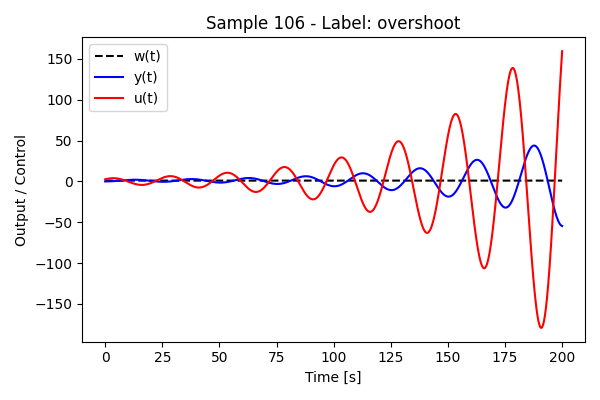 Sample 106 - Label: overshoot
w(t)
y(t)
u(t)
Output / Control
150
100
50
0
−50
−100
−150
0 25 50 75 100 125 150 175 200
Time [s]